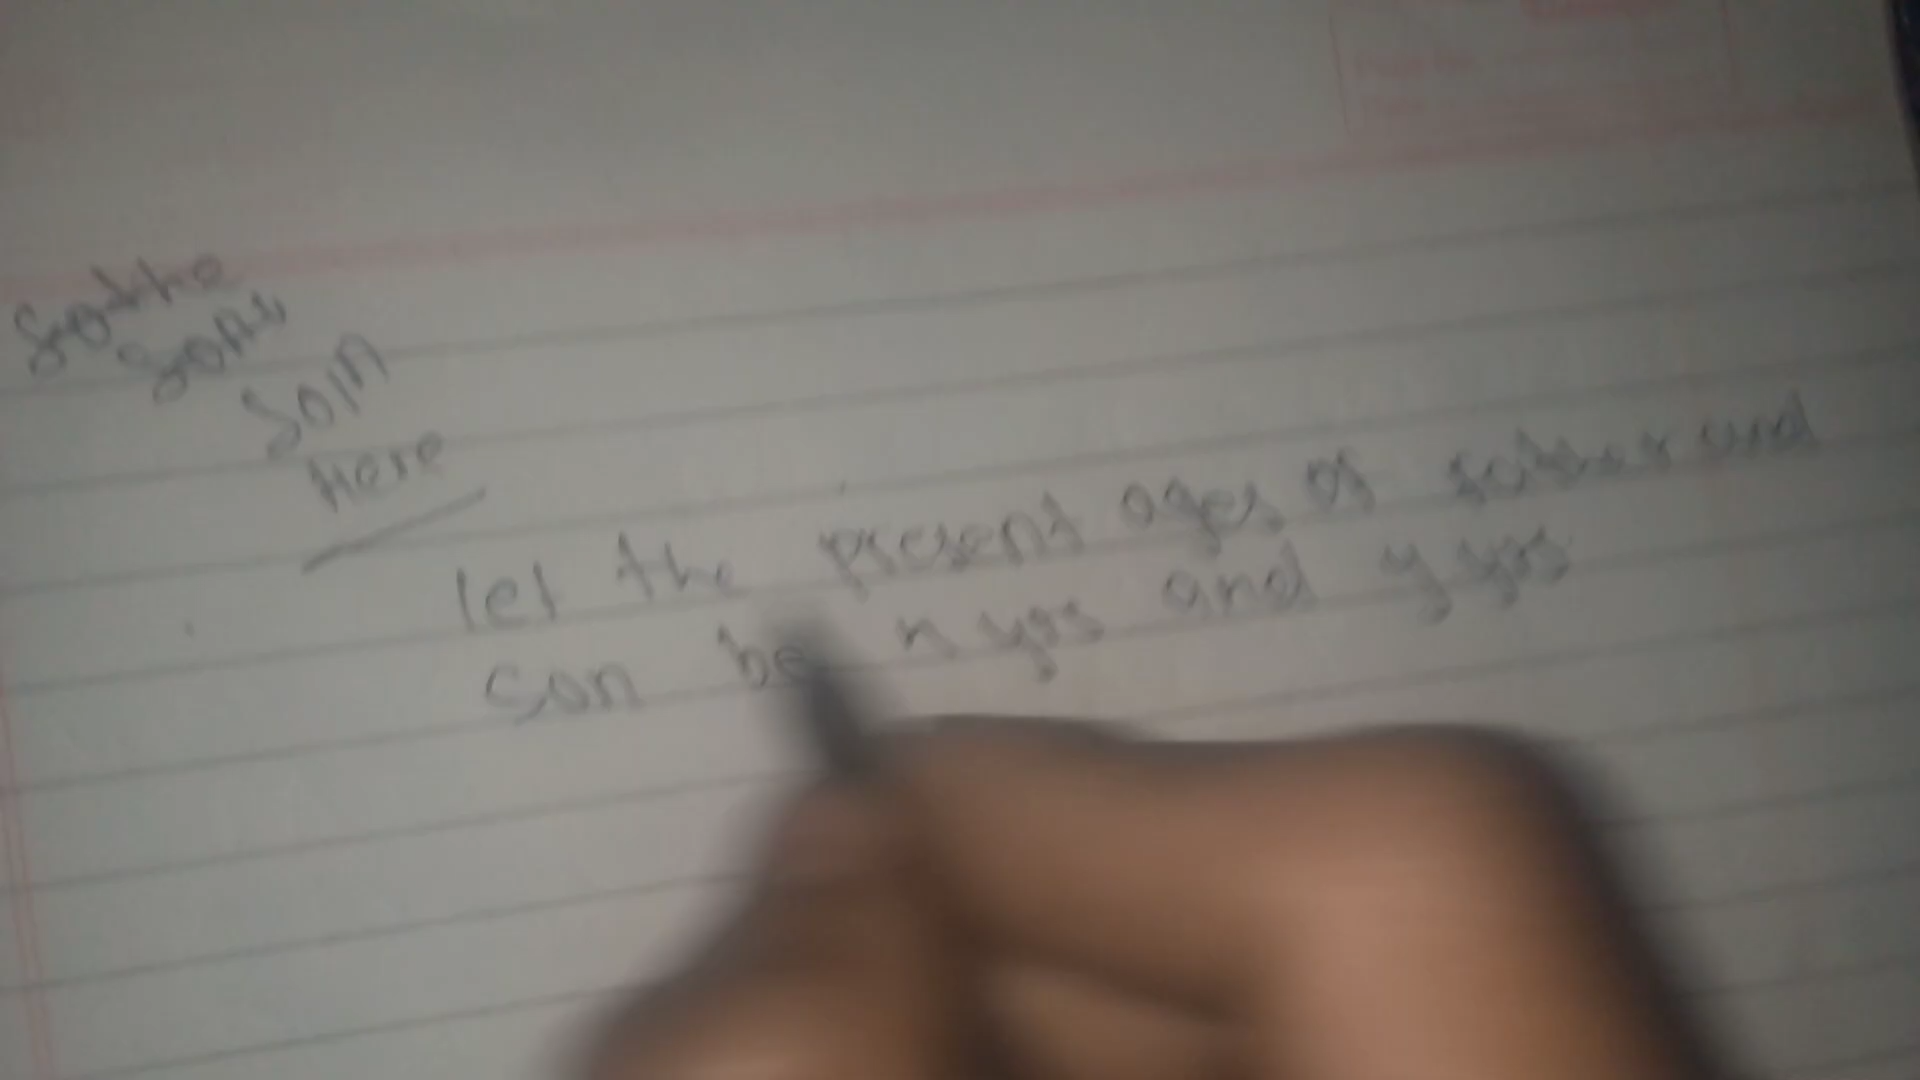 soln
Here
let the present ages of father and
son be x yrs and y yrs